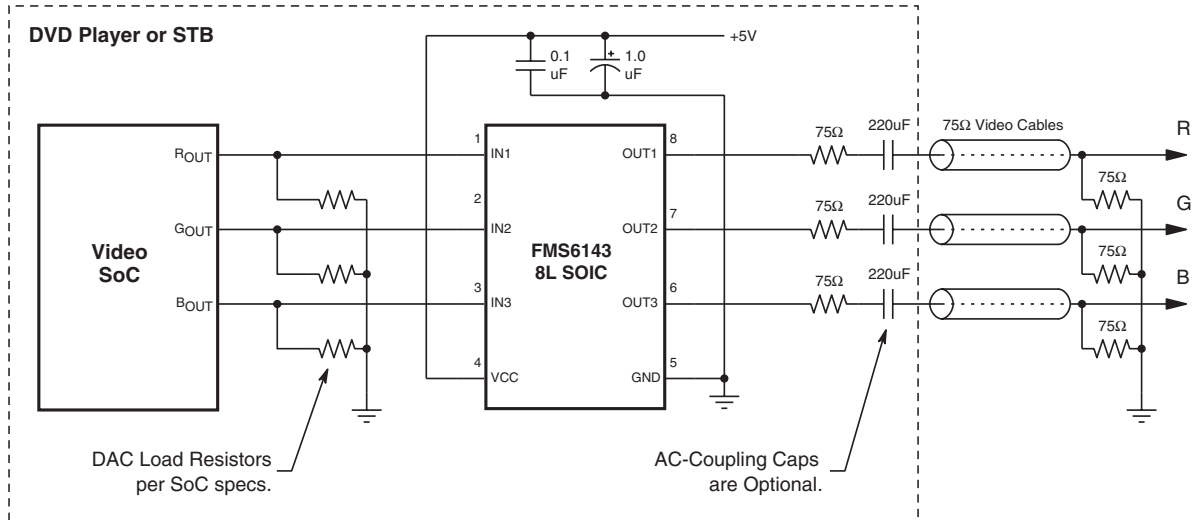 DVD Player or STB
+5V
0.1
uF
+
1.0
uF
Video
SoC
ROUT
GOUT
BOUT
1
IN1
2
IN2
3
IN3
4
VCC
FMS6143
8L SOIC
8
OUT1
7
OUT2
6
OUT3
5
GND
75Ω
220uF
75Ω Video Cables
R
75Ω
75Ω
220uF
G
75Ω
75Ω
220uF
B
75Ω
DAC Load Resistors
per SoC specs.
AC-Coupling Caps
are Optional.